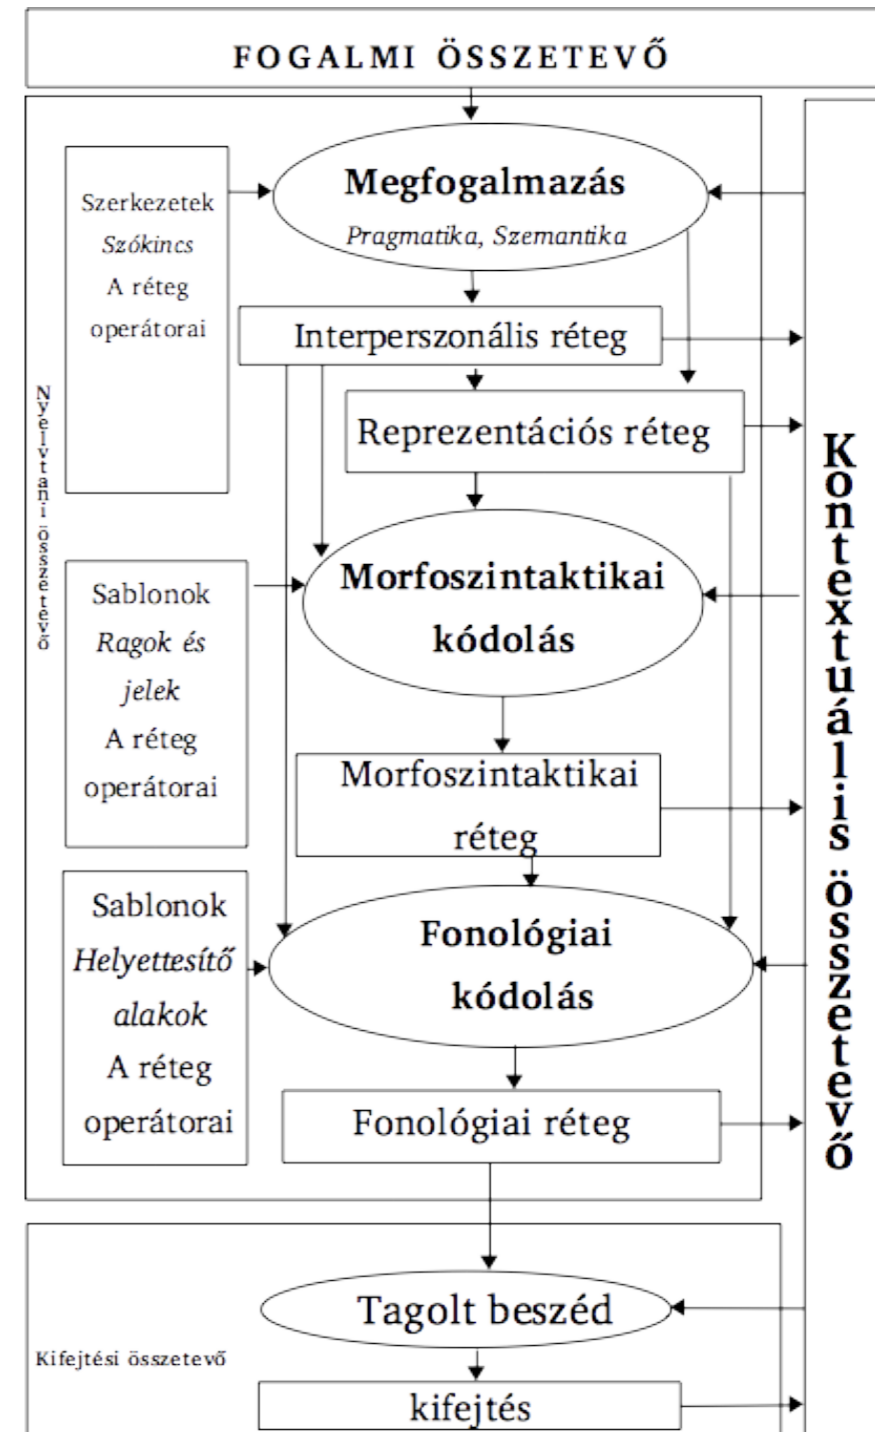 FOGALMI ÖSSZETEVŐ
Megfogalmazás
Pragmatika, Szemantika
Szerkezetek
Szókincs
A réteg
operátorai
Interperszonális réteg
Reprezentációs réteg
Nyelvtani összetevő
Kontextuális összetevő
Morfoszintaktikai
kódolás
Sablonok
Ragok és
jelek
A réteg
operátorai
Morfoszintaktikai
réteg
Sablonok
Helyettesítő
alakok
A réteg
operátorai
Fonológiai
kódolás
Fonológiai réteg
Tagolt beszéd
Kifejtési összetevő
kifejtés